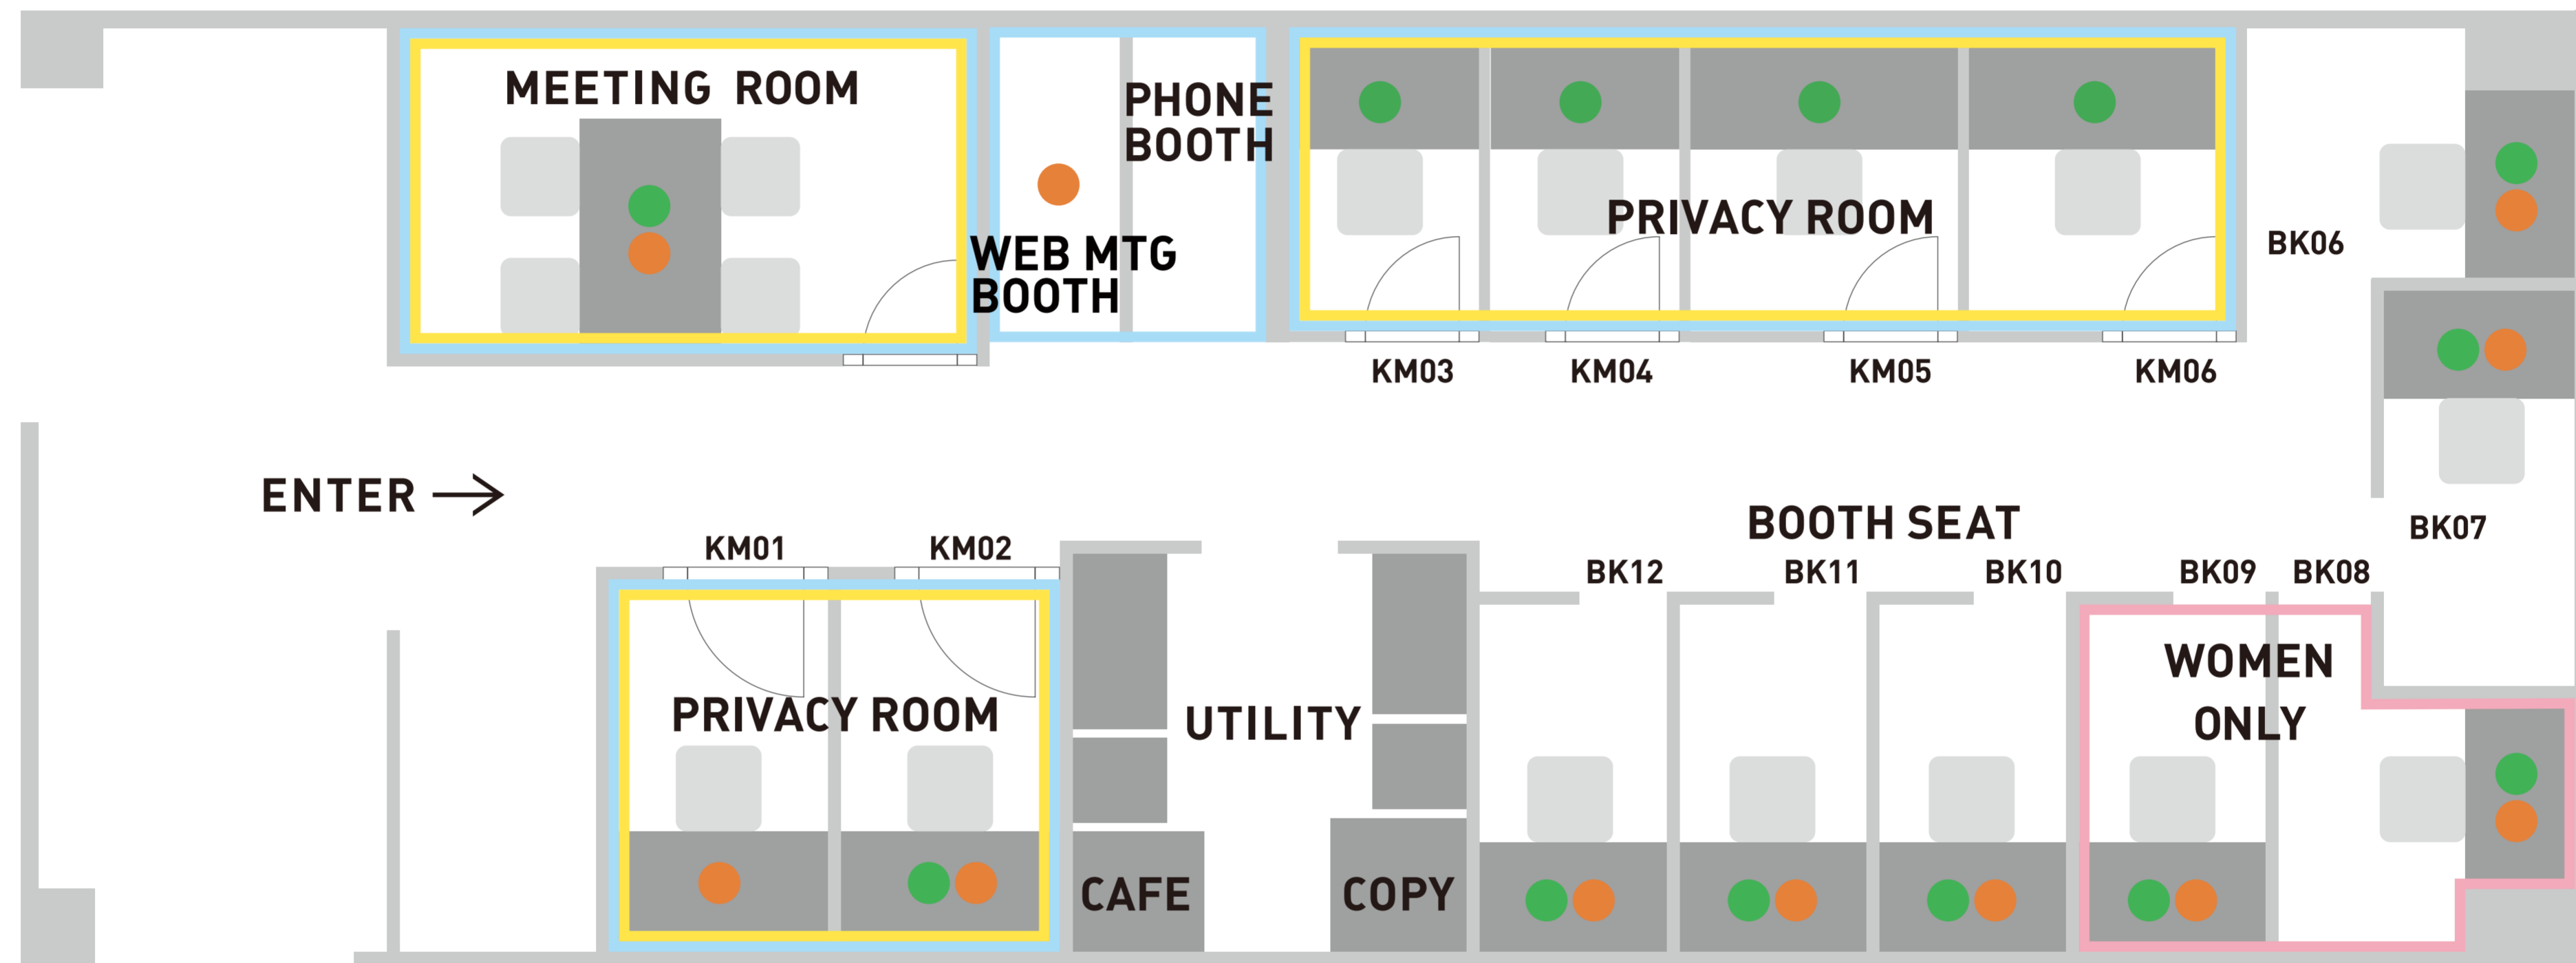 MEETING ROOM
PHONE
BOOTH
WEB MTG
BOOTH
PRIVACY ROOM
BK06
KM03
KM04
KM05
KM06
ENTER
BK07
BOOTH SEAT
KM01
KM02
BK12
BK11
BK10
BK09
BK08
PRIVACY ROOM
UTILITY
WOMEN
ONLY
CAFE
COPY